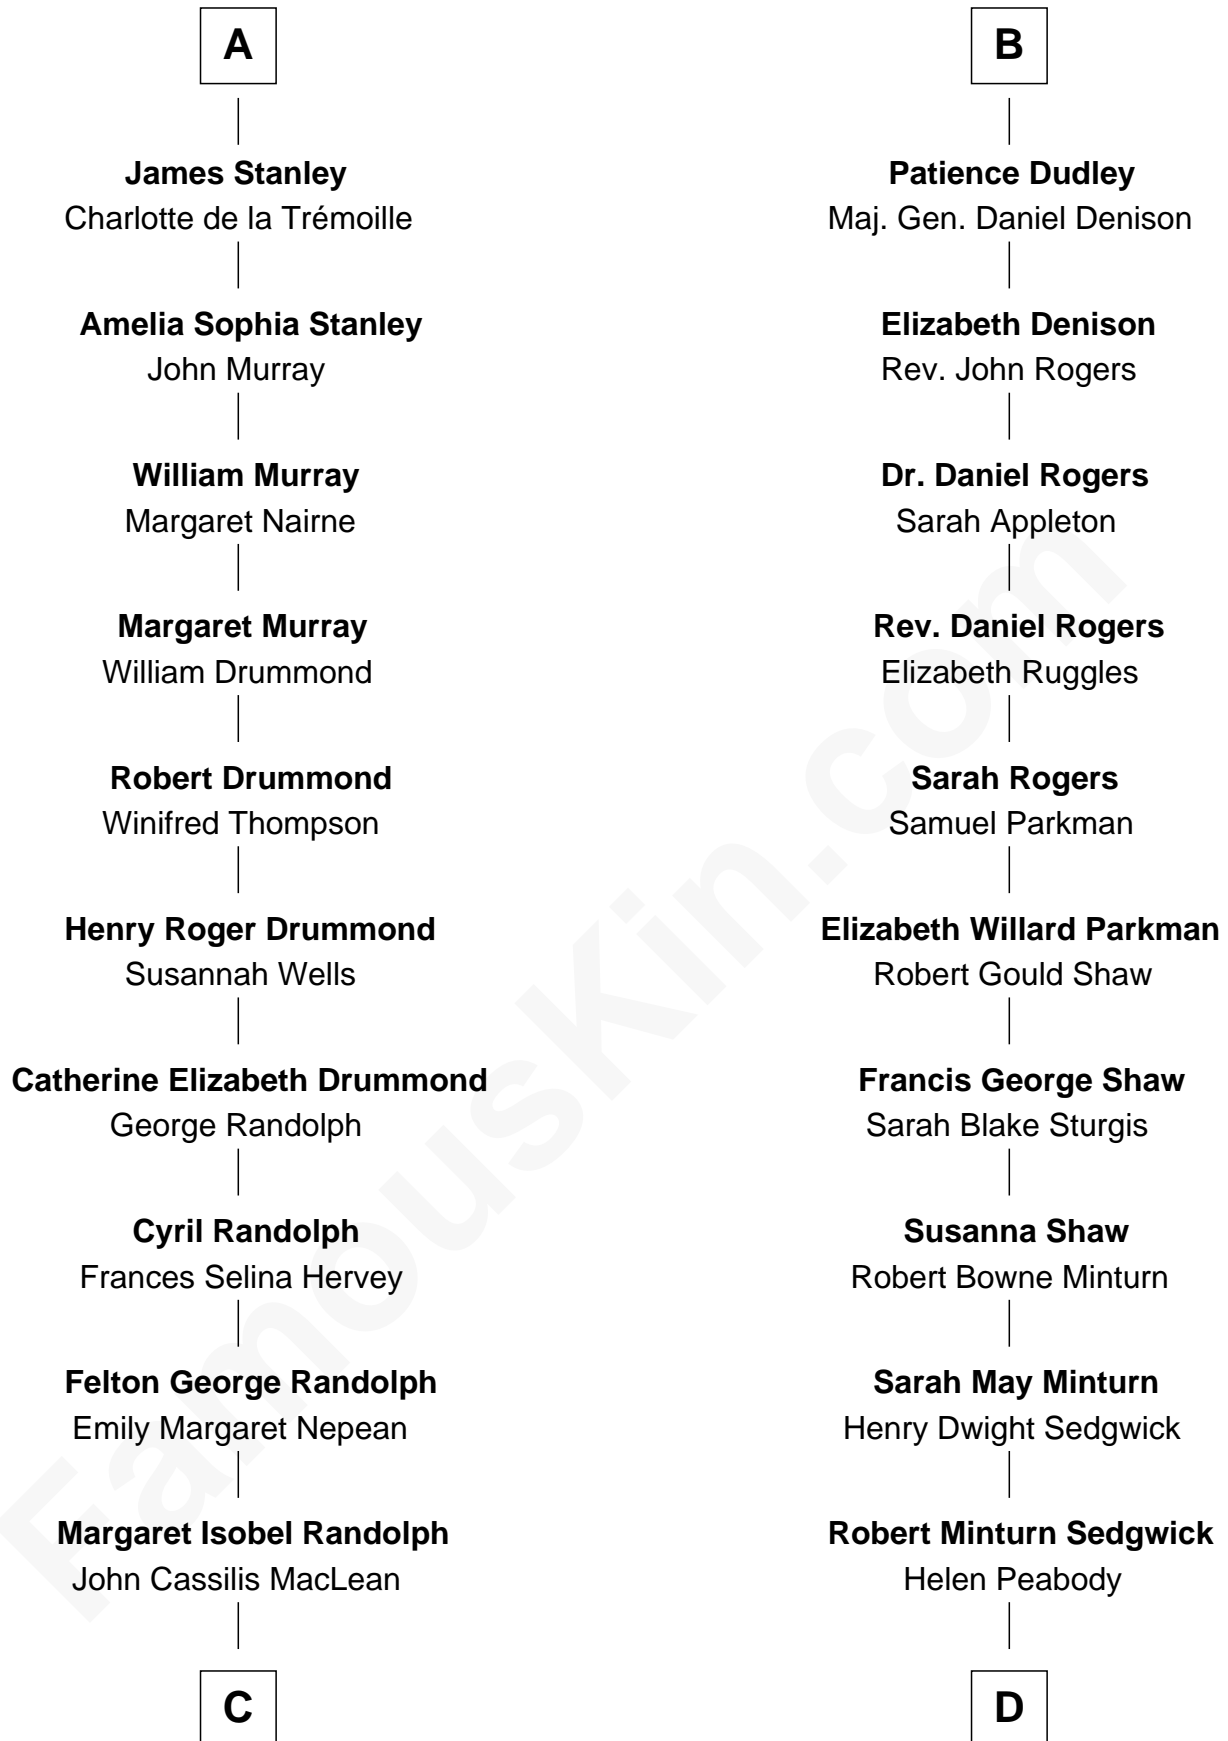 A
James Stanley
Charlotte de la Trémoille
Amelia Sophia Stanley
John Murray
William Murray
Margaret Nairne
Margaret Murray
William Drummond
Robert Drummond
Winifred Thompson
Henry Roger Drummond
Susannah Wells
Catherine Elizabeth Drummond
George Randolph
Cyril Randolph
Frances Selina Hervey
Felton George Randolph
Emily Margaret Nepean
Margaret Isobel Randolph
John Cassilis MacLean
C
B
Patience Dudley
Maj. Gen. Daniel Denison
Elizabeth Denison
Rev. John Rogers
Dr. Daniel Rogers
Sarah Appleton
Rev. Daniel Rogers
Elizabeth Ruggles
Sarah Rogers
Samuel Parkman
Elizabeth Willard Parkman
Robert Gould Shaw
Francis George Shaw
Sarah Blake Sturgis
Susanna Shaw
Robert Bowne Minturn
Sarah May Minturn
Henry Dwight Sedgwick
Robert Minturn Sedgwick
Helen Peabody
D
FamousKin.com